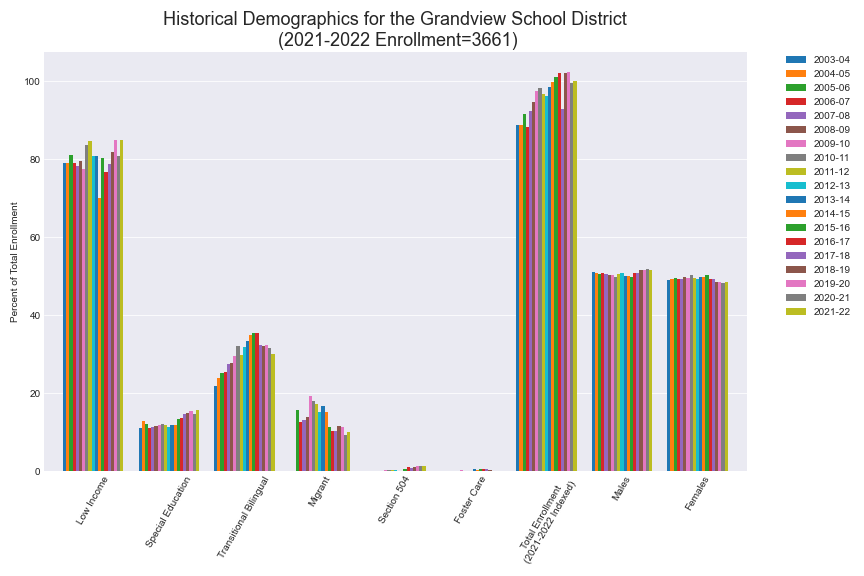 Historical Demographics for the Grandview School District
(2021-2022 Enrollment=3661)
Percent of Total Enrollment
100
80
60
40
20
0
Low Income
Special Education
Transitional Bilingual
Migrant
Section 504
Foster Care
Total Enrollment
(2021-2022 Indexed)
Males
Females
2003-04
2004-05
2005-06
2006-07
2007-08
2008-09
2009-10
2010-11
2011-12
2012-13
2013-14
2014-15
2015-16
2016-17
2017-18
2018-19
2019-20
2020-21
2021-22